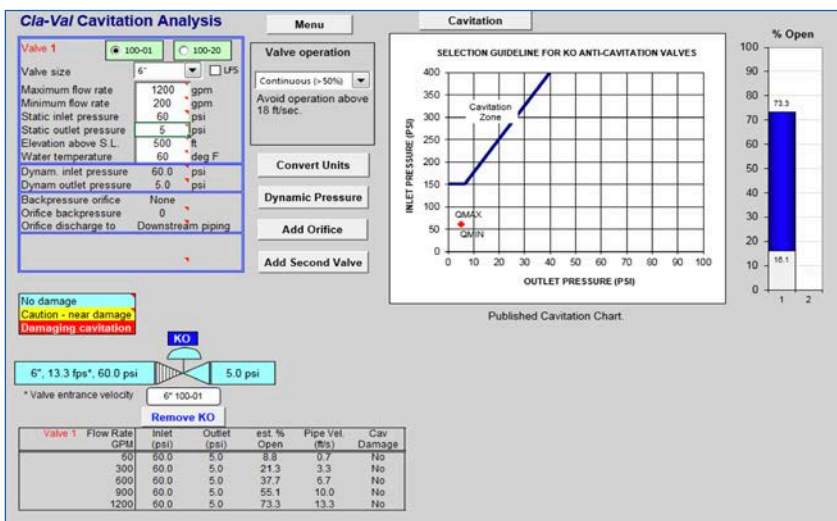 Cla-Val Cavitation Analysis
Menu
Cavitation
Valve 1
100-01
100-20
Valve size
6"
LFS
Maximum flow rate 1200 gpm
Minimum flow rate 200 gpm
Static inlet pressure 60 psi
Static outlet pressure 5 psi
Elevation above S.L. 500 ft
Water temperature 60 deg F
Dynam. inlet pressure 60.0 psi
Dynam outlet pressure 5.0 psi
Backpressure orifice None
Orifice backpressure 0
Orifice discharge to Downstream piping
Valve operation
Continuous (>50%)
Avoid operation above
18 ft/sec.
Convert Units
Dynamic Pressure
Add Orifice
Add Second Valve
SELECTION GUIDELINE FOR KO ANTI-CAVITATION VALVES
INLET PRESSURE (PSI)
400
350
300
250
200
150
100
50
0
Cavitation
Zone
QMAX
QMIN
0 10 20 30 40 50 60 70 80 90 100
OUTLET PRESSURE (PSI)
Published Cavitation Chart.
% Open
100
90
80
70
60
50
40
30
20
10
0
73.3
16.1
1 2
No damage
Caution - near damage
Damaging cavitation
KO
6", 13.3 fps*, 60.0 psi
5.0 psi
* Valve entrance velocity
6" 100-01
Remove KO
Valve 1 Flow Rate Inlet Outlet est. % Pipe Vel. Cav
GPM (psi) (psi) Open (ft/s) Damage
60 60.0 5.0 8.8 0.7 No
300 60.0 5.0 21.3 3.3 No
600 60.0 5.0 37.7 6.7 No
900 60.0 5.0 55.1 10.0 No
1200 60.0 5.0 73.3 13.3 No